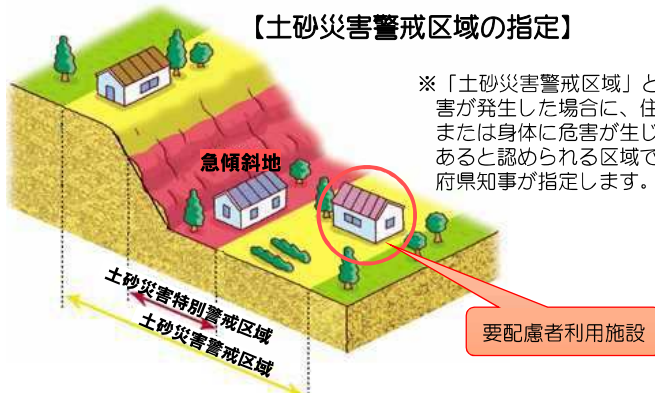 【土砂災害警戒区域の指定】
※「土砂災害警戒区域」と
害が発生した場合に、住
または身体に危害が生じ
あると認められる区域で
府県知事が指定します。
急傾斜地
土砂災害特別警戒区域
土砂災害警戒区域
要配慮者利用施設